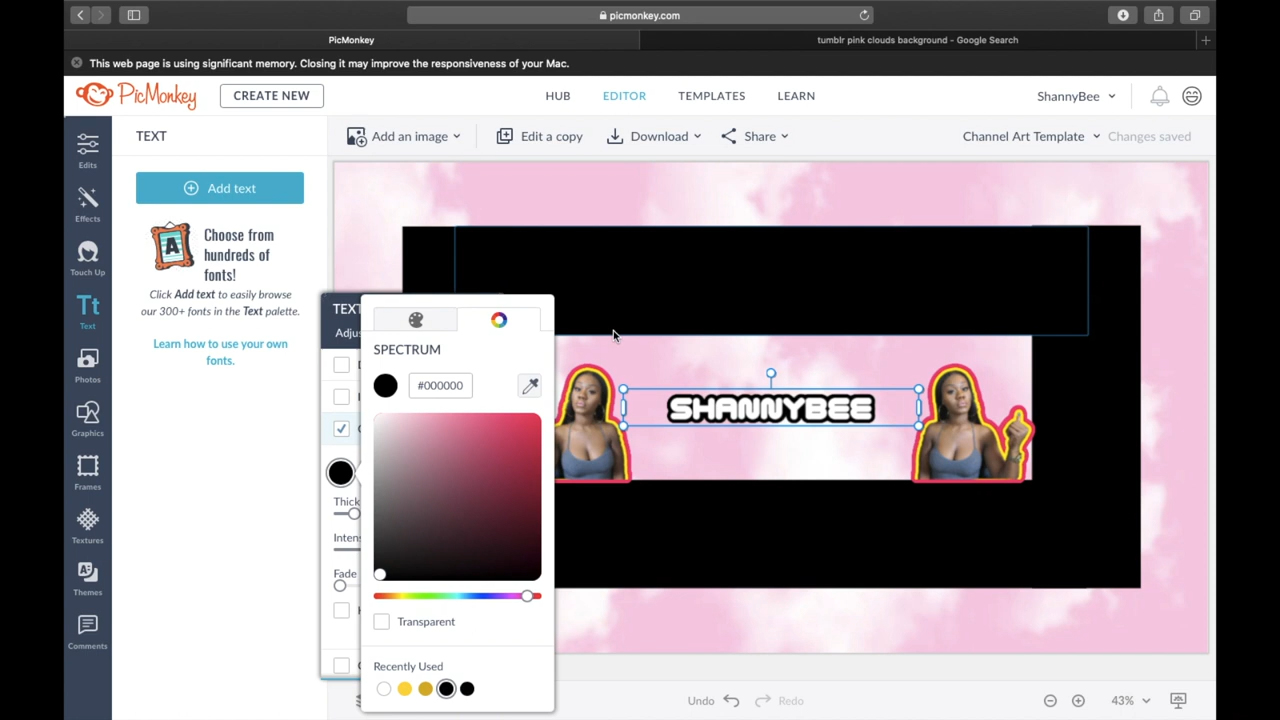 picmonkey.com
PicMonkey
tumblr pink clouds background - Google Search
This web page is using significant memory. Closing it may improve the responsiveness of your Mac.
PicMonkey
CREATE NEW
HUB
EDITOR
TEMPLATES
LEARN
ShannyBee
TEXT
Add an image
Edit a copy
Download
Share
Channel Art Template
Changes saved
Edits
Effects
Touch Up
Tt
Text
Photos
Graphics
Frames
Textures
Themes
Comments
Add text
A
Choose from
hundreds of
fonts!
Click Add text to easily browse
our 300+ fonts in the Text palette.
Learn how to use your own
fonts.
TEXT
SPECTRUM
#000000
Transparent
Recently Used
Fade
SHANNYBEE
Undo
Redo
43%